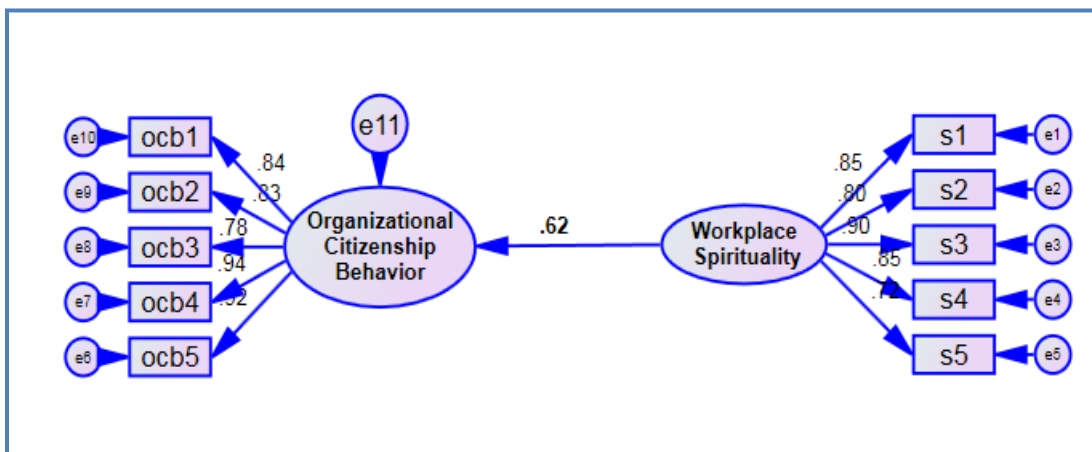 e10 ocb1 .84
e9 ocb2 .83
e8 ocb3 .78
e7 ocb4 .94
e6 ocb5
e11
Organizational
Citizenship
Behavior
.62
Workplace
Spirituality
.85 s1 e1
.80 s2 e2
.90 s3 e3
.85 s4 e4
.72 s5 e5